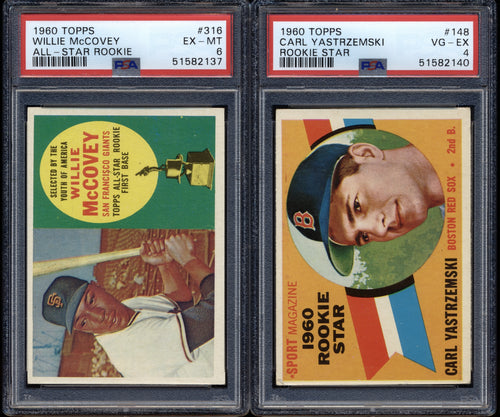 1960 TOPPS #316
WILLIE McCOVEY EX-MT
ALL-STAR ROOKIE 6
PSA 51582137
SELECTED BY THE
YOUTH OF AMERICA
WILLIE
McCOVEY
SAN FRANCISCO GIANTS
TOPPS ALL-STAR ROOKIE
FIRST BASE
SF
1960 TOPPS #148
CARL YASTRZEMSKI VG-EX
ROOKIE STAR 4
PSA 51582140
B
SPORT MAGAZINE
1960
ROOKIE
STAR
CARL YASTRZEMSKI
BOSTON RED SOX • 2nd B.